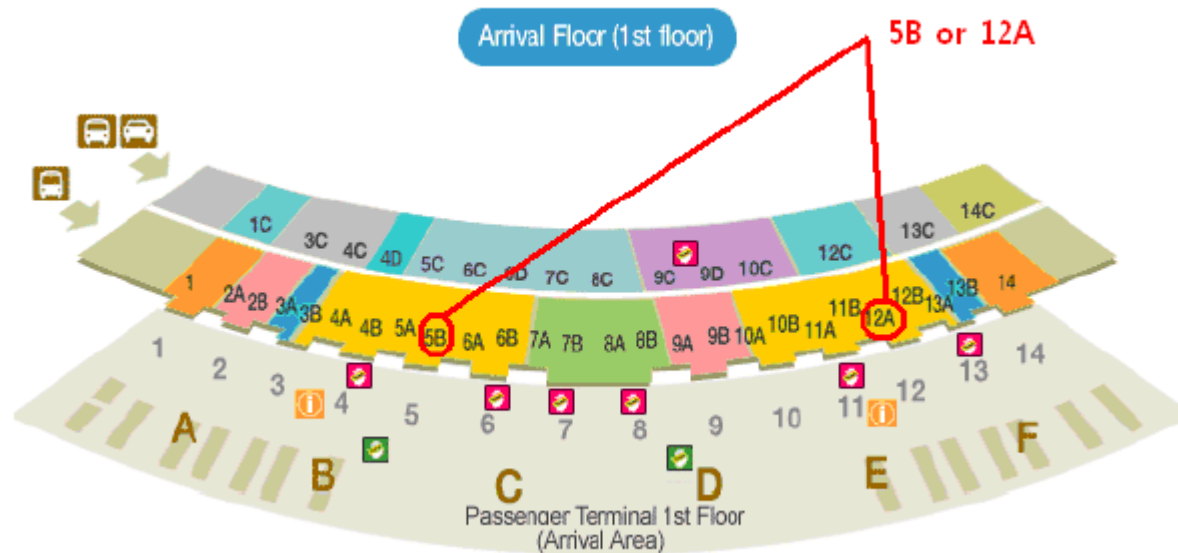 Arrival Floor (1st floor)
5B or 12A
1C
3C
4C
4D
5C
6C
6D
7C
8C
9C
9D
10C
12C
13C
14C
1
2A
2B
3A
3B
4A
4B
5A
5B
6A
6B
7A
7B
8A
8B
9A
9B
10A
10B
11A
11B
12A
12B
13A
13B
14
1
2
3
4
5
6
7
8
9
10
11
12
13
14
A
B
C
D
E
F
Passenger Terminal 1st Floor
(Arrival Area)